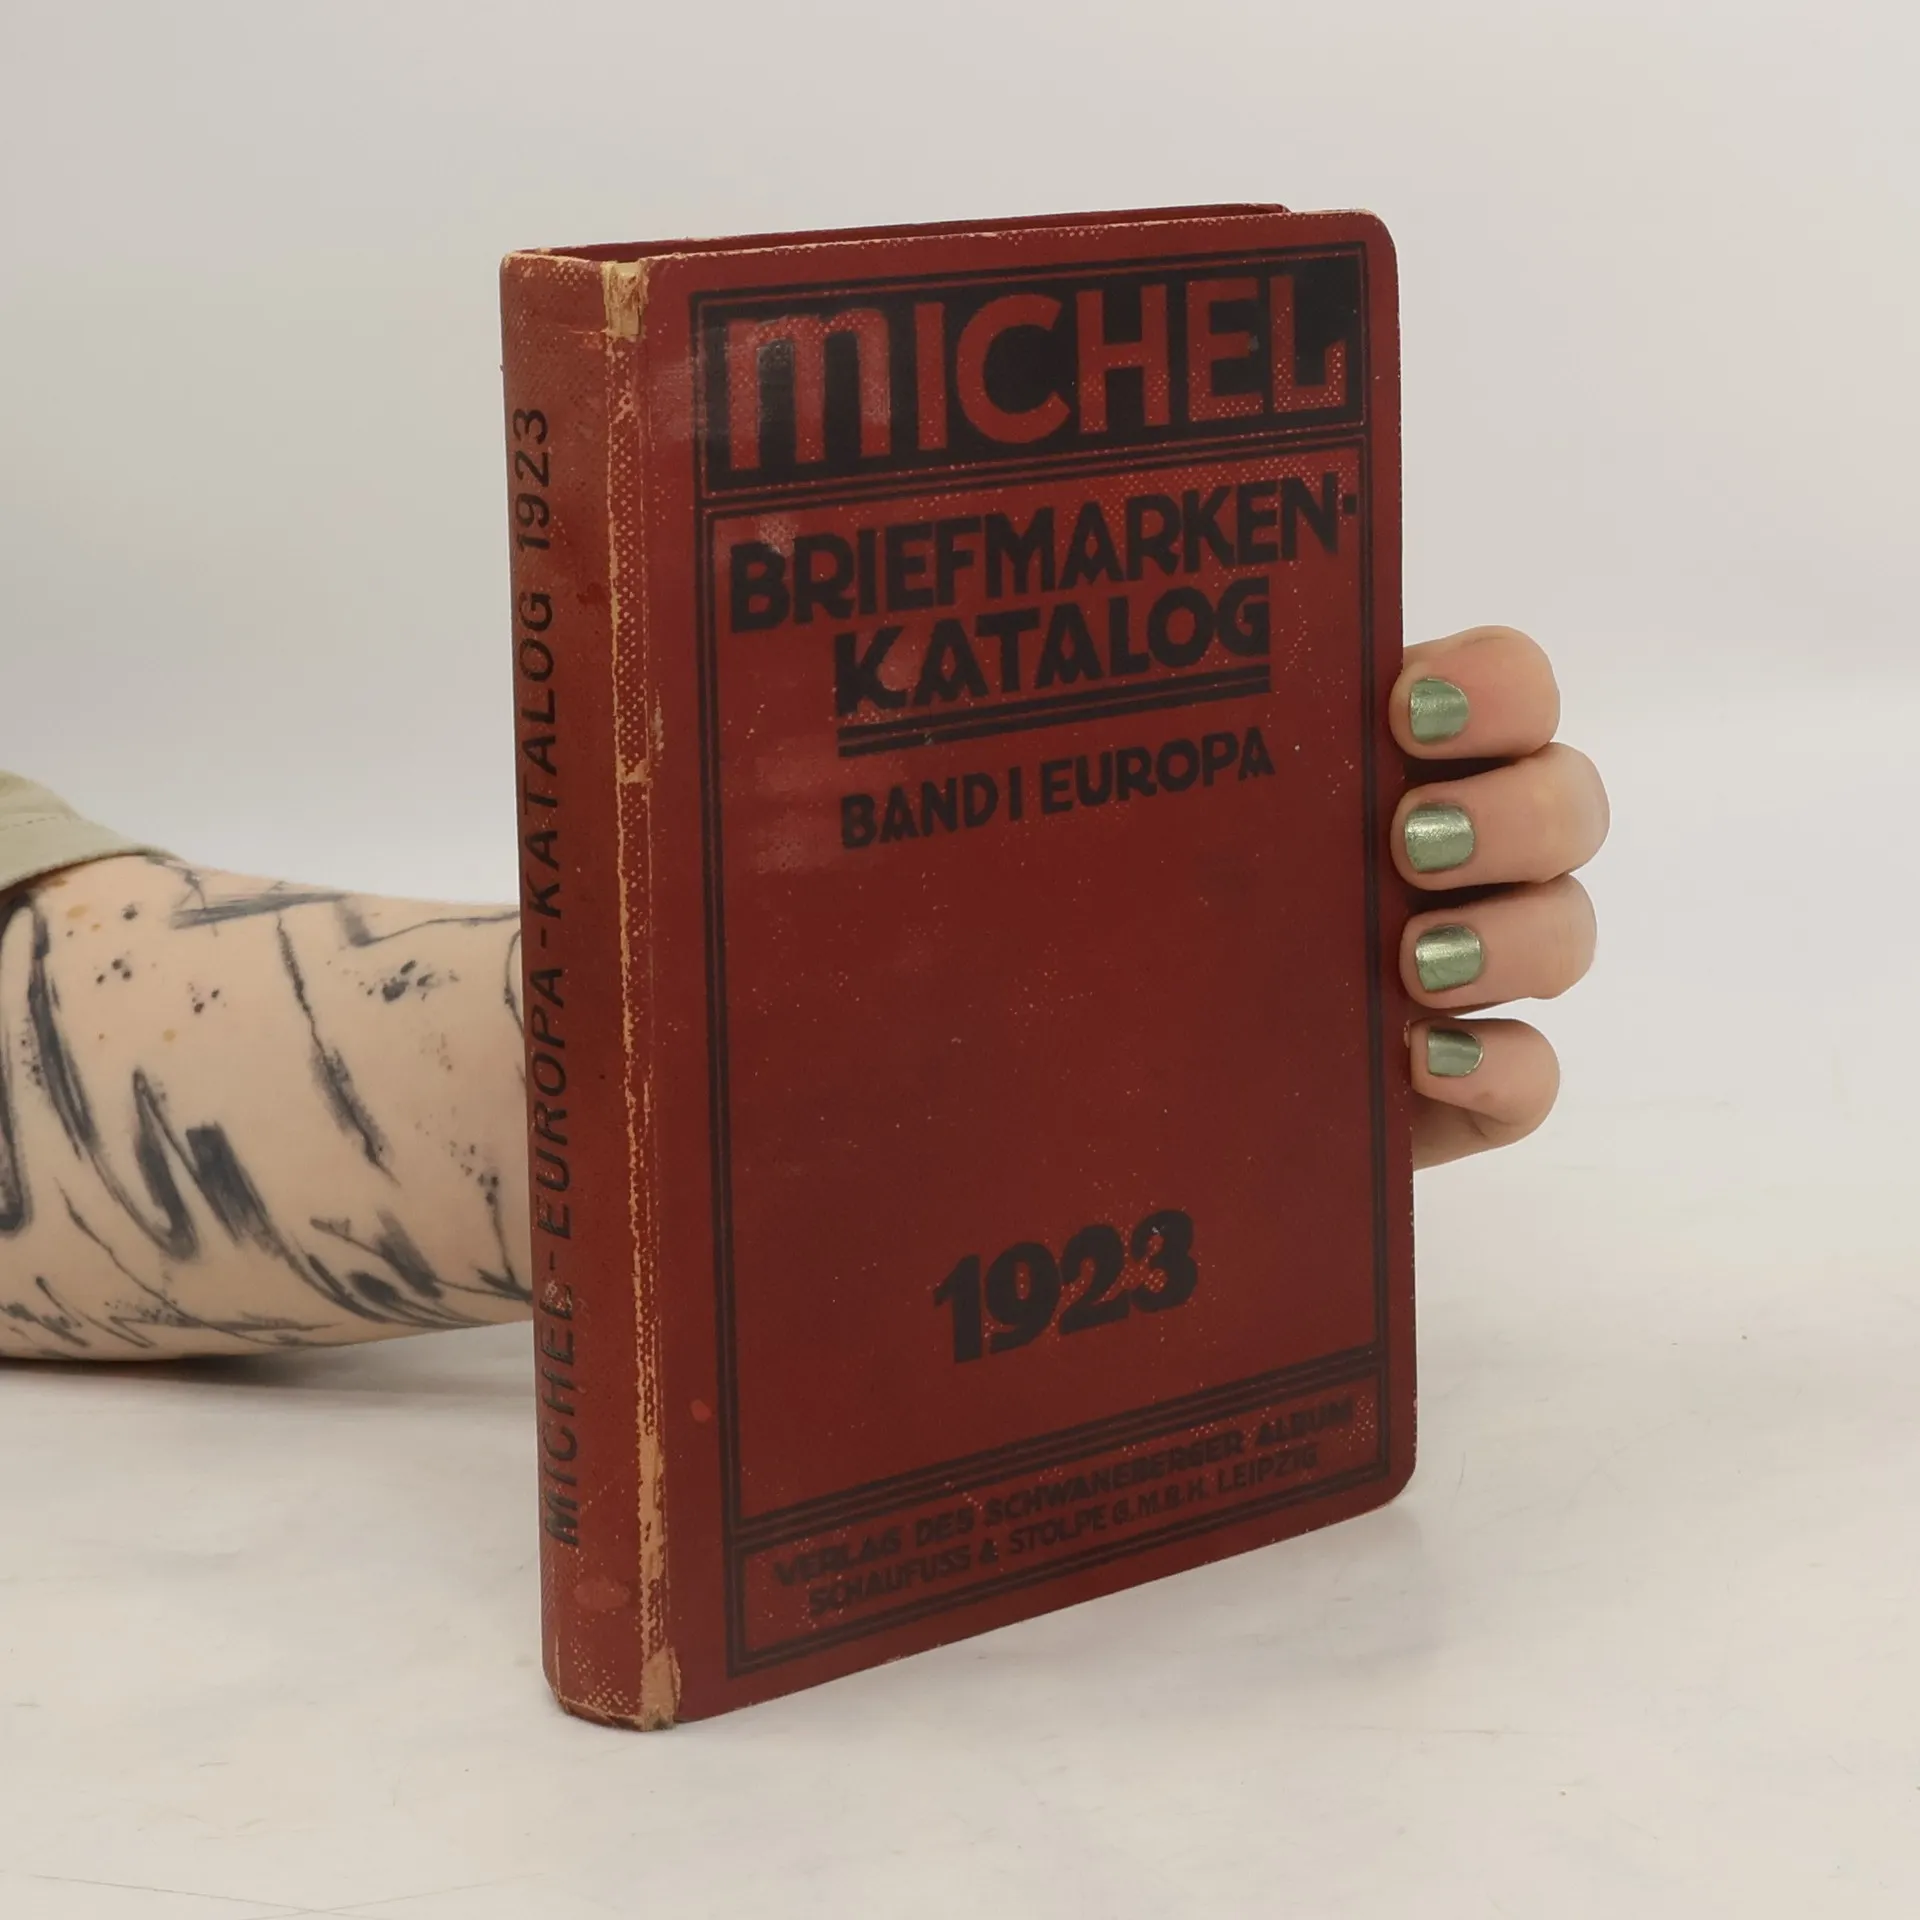 MICHEL-EUROPA-KATALOG 1923
MICHEL
BRIEFMARKEN-
KATALOG
BAND I EUROPA
1923
VERLAG DES SCHWANEBERGER ALBUM
SCHAUFUSS & STOLPE G.M.B.H. LEIPZIG